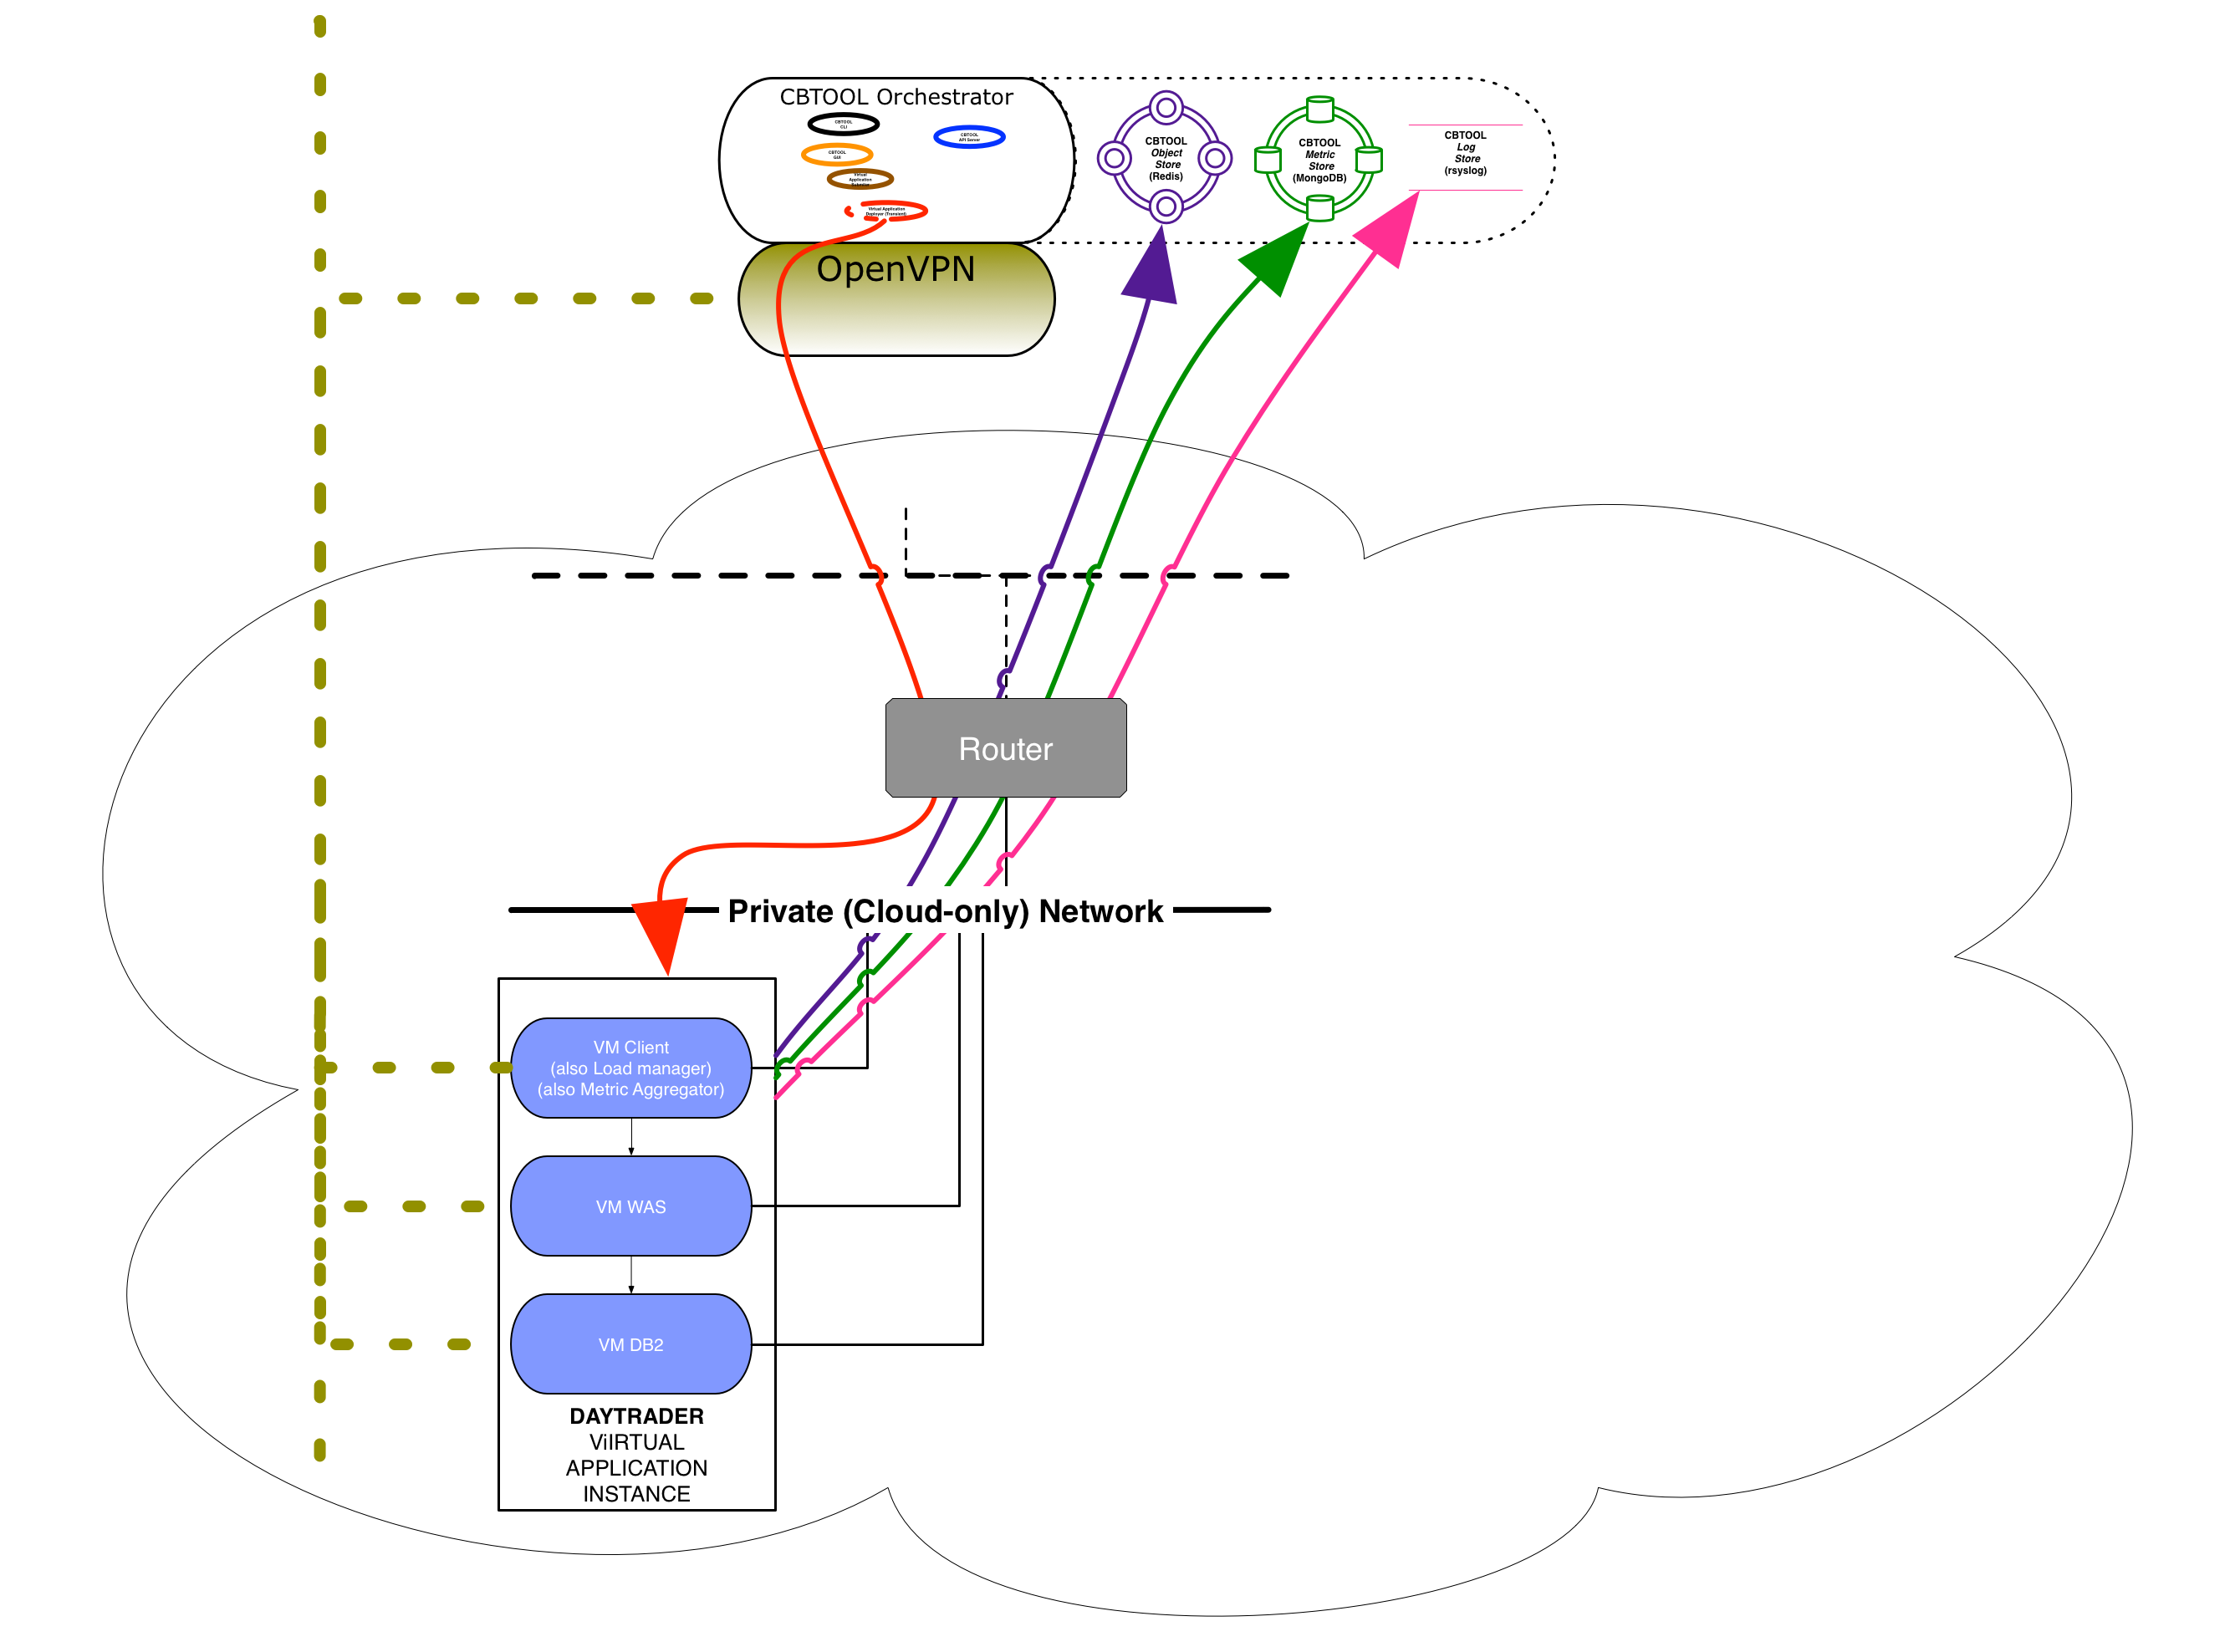 CBTOOL Orchestrator
CBTOOL
CLI
CBTOOL
API Server
CBTOOL
GUI
Virtual
Application
Submiter
Virtual Application
Deployer (Transient)
CBTOOL
Object
Store
(Redis)
CBTOOL
Metric
Store
(MongoDB)
CBTOOL
Log
Store
(rsyslog)
OpenVPN
Router
Private (Cloud-only) Network
VM Client
(also Load manager)
(also Metric Aggregator)
VM WAS
VM DB2
DAYTRADER
ViIRTUAL
APPLICATION
INSTANCE